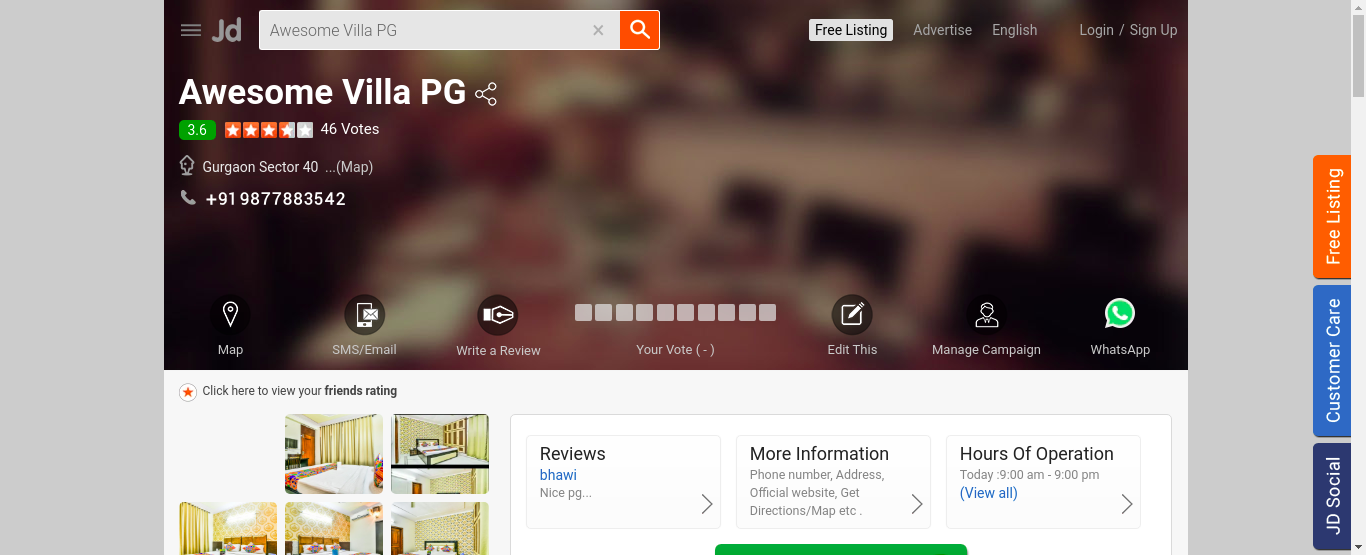 Jd
Awesome Villa PG
Free Listing
Advertise
English
Login / Sign Up
Awesome Villa PG
3.6
46 Votes
Gurgaon Sector 40 ...(Map)
+919877883542
Map
SMS/Email
Write a Review
Your Vote ( - )
Edit This
Manage Campaign
WhatsApp
Click here to view your friends rating
Reviews
bhawi
Nice pg...
More Information
Phone number, Address,
Official website, Get
Directions/Map etc .
Hours Of Operation
Today :9:00 am - 9:00 pm
(View all)
Free Listing
Customer Care
JD Social